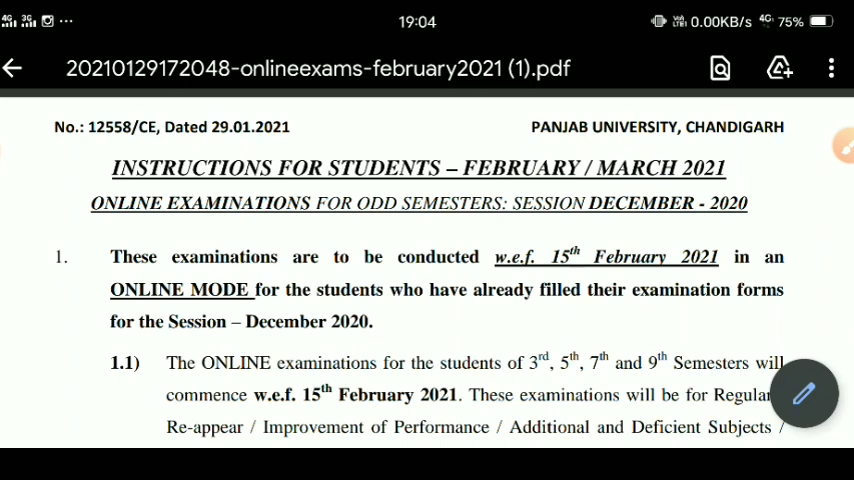 4G 3G 19:04 0.00KB/s 4G 75%
20210129172048-onlineexams-february2021 (1).pdf
No.: 12558/CE, Dated 29.01.2021 PANJAB UNIVERSITY, CHANDIGARH
INSTRUCTIONS FOR STUDENTS – FEBRUARY / MARCH 2021
ONLINE EXAMINATIONS FOR ODD SEMESTERS: SESSION DECEMBER - 2020
1. These examinations are to be conducted w.e.f. 15th February 2021 in an
ONLINE MODE for the students who have already filled their examination forms
for the Session – December 2020.
1.1) The ONLINE examinations for the students of 3rd, 5th, 7th and 9th Semesters will
commence w.e.f. 15th February 2021. These examinations will be for Regular
Re-appear / Improvement of Performance / Additional and Deficient Subjects /